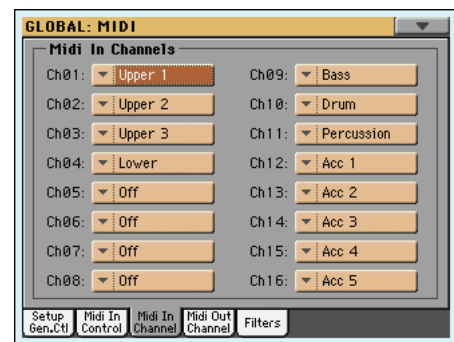 GLOBAL: MIDI
Midi In Channels
Ch01: Upper 1
Ch02: Upper 2
Ch03: Upper 3
Ch04: Lower
Ch05: Off
Ch06: Off
Ch07: Off
Ch08: Off
Ch09: Bass
Ch10: Drum
Ch11: Percussion
Ch12: Acc 1
Ch13: Acc 2
Ch14: Acc 3
Ch15: Acc 4
Ch16: Acc 5
Setup Gen.Ctl
Midi In Control
Midi In Channel
Midi Out Channel
Filters